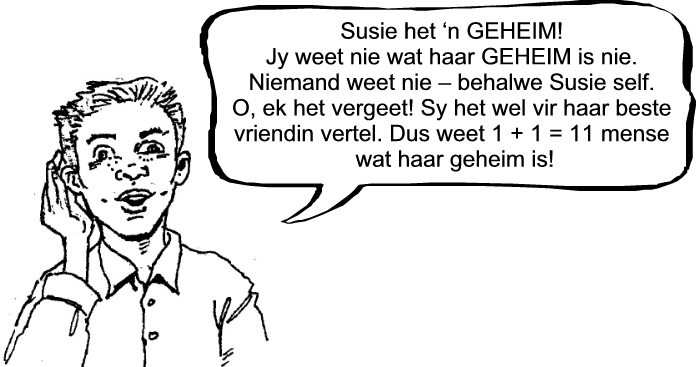 Susie het ‘n GEHEIM!
Jy weet nie wat haar GEHEIM is nie.
Niemand weet nie – behalwe Susie self.
O, ek het vergeet! Sy het wel vir haar beste
vriendin vertel. Dus weet 1 + 1 = 11 mense
wat haar geheim is!